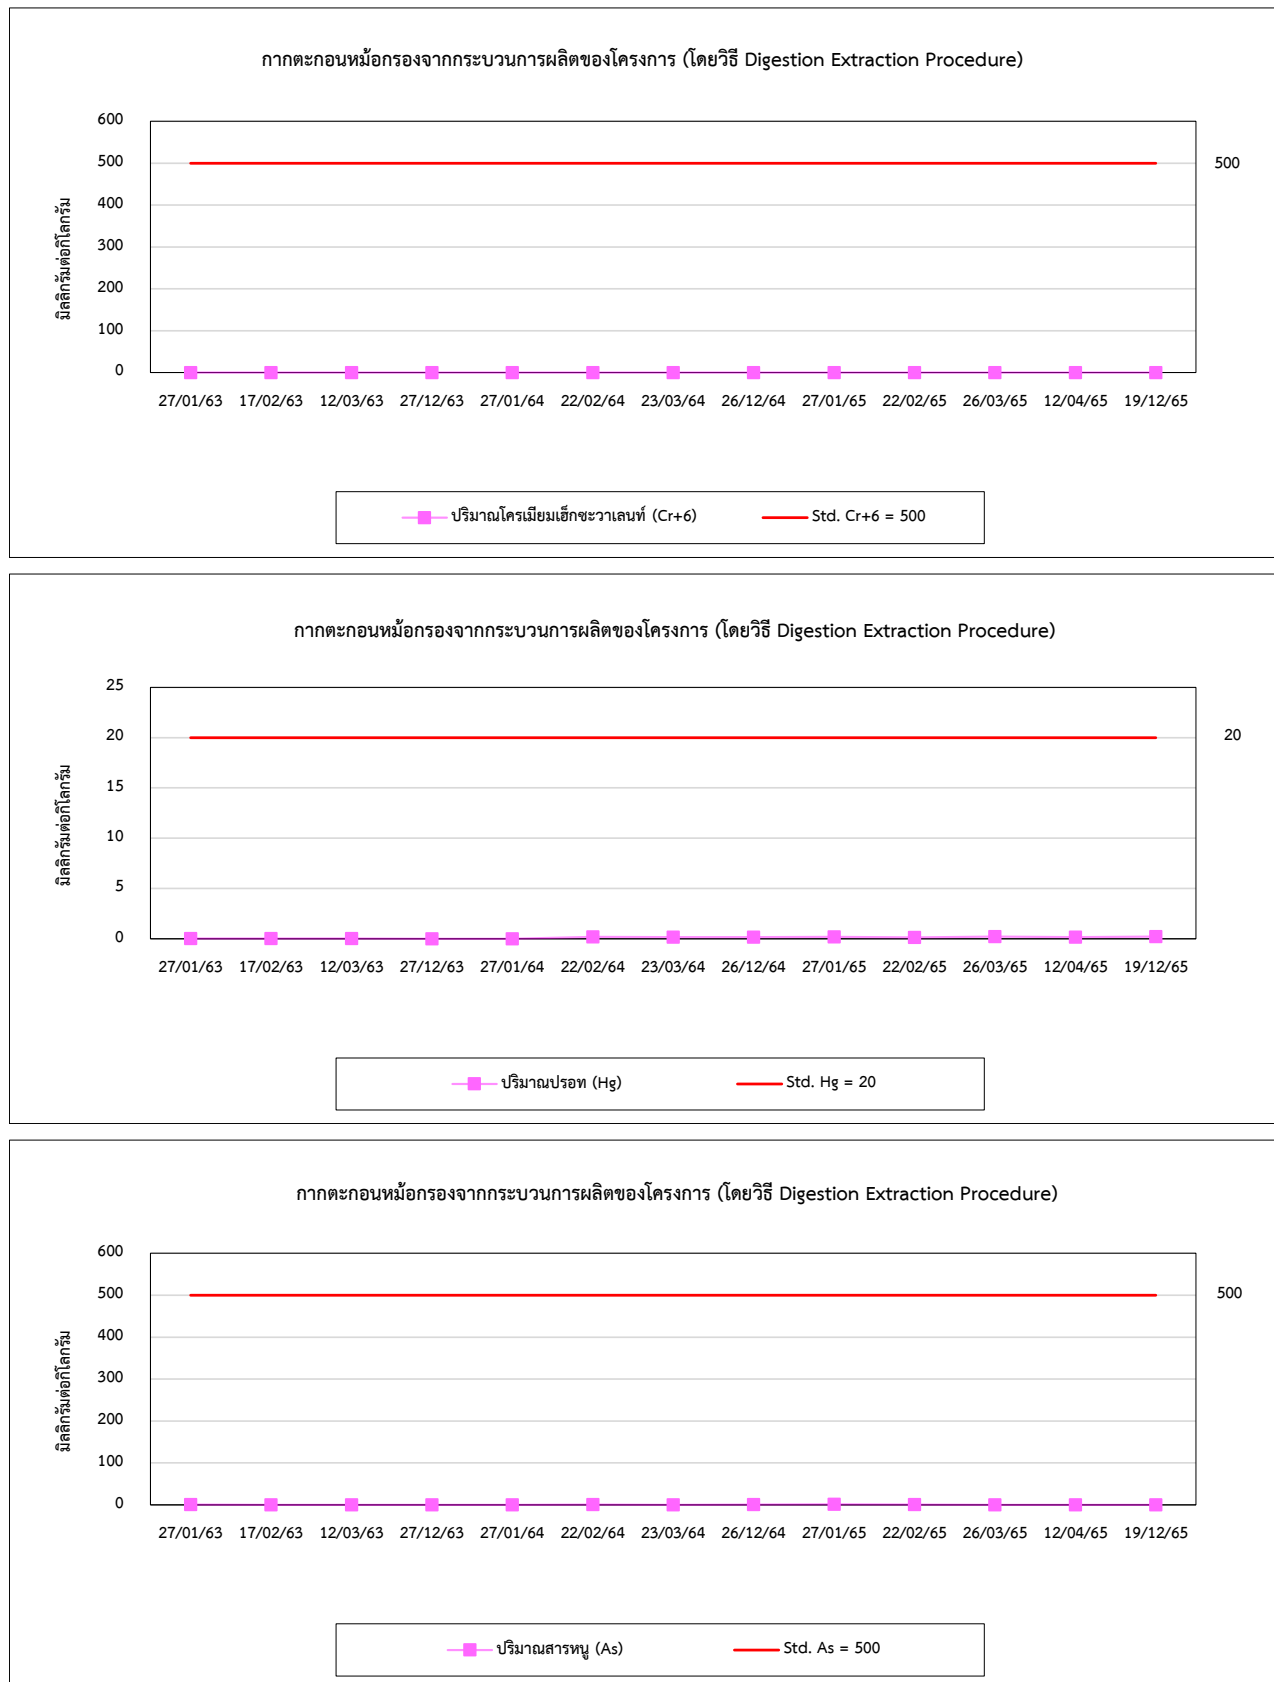 กากตะกอนหม้อกรองจากกระบวนการผลิตของโครงการ (โดยวิธี Digestion Extraction Procedure)
600
500
400
300
200
100
0
500
มิลลิกรัมต่อกิโลกรัม
27/01/63 17/02/63 12/03/63 27/12/63 27/01/64 22/02/64 23/03/64 26/12/64 27/01/65 22/02/65 26/03/65 12/04/65 19/12/65
ปริมาณโครเมียมเฮ็กซะวาเลนท์ (Cr+6) Std. Cr+6 = 500
กากตะกอนหม้อกรองจากกระบวนการผลิตของโครงการ (โดยวิธี Digestion Extraction Procedure)
25
20
15
10
5
0
20
มิลลิกรัมต่อกิโลกรัม
27/01/63 17/02/63 12/03/63 27/12/63 27/01/64 22/02/64 23/03/64 26/12/64 27/01/65 22/02/65 26/03/65 12/04/65 19/12/65
ปริมาณปรอท (Hg) Std. Hg = 20
กากตะกอนหม้อกรองจากกระบวนการผลิตของโครงการ (โดยวิธี Digestion Extraction Procedure)
600
500
400
300
200
100
0
500
มิลลิกรัมต่อกิโลกรัม
27/01/63 17/02/63 12/03/63 27/12/63 27/01/64 22/02/64 23/03/64 26/12/64 27/01/65 22/02/65 26/03/65 12/04/65 19/12/65
ปริมาณสารหนู (As) Std. As = 500